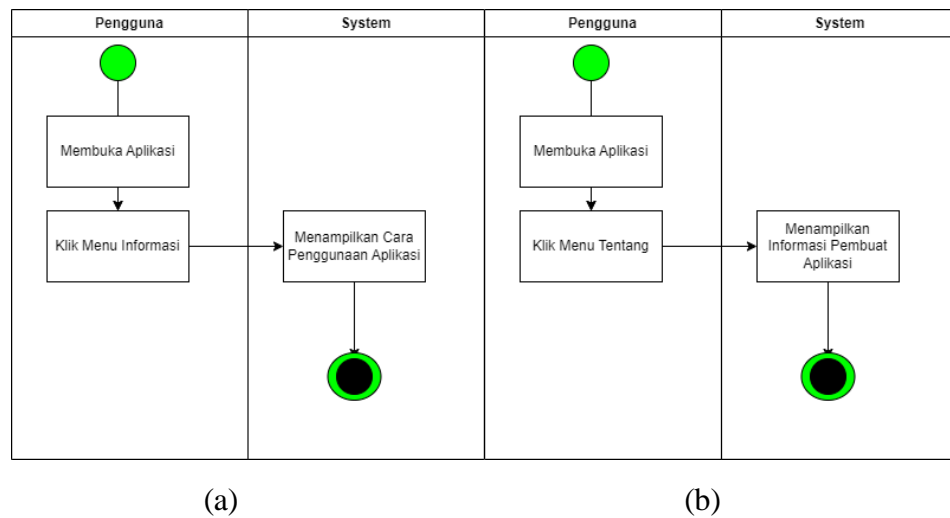 Pengguna
System
Pengguna
System
Membuka Aplikasi
Klik Menu Informasi
Menampilkan Cara
Penggunaan Aplikasi
Membuka Aplikasi
Klik Menu Tentang
Menampilkan
Informasi Pembuat
Aplikasi
(a)
(b)